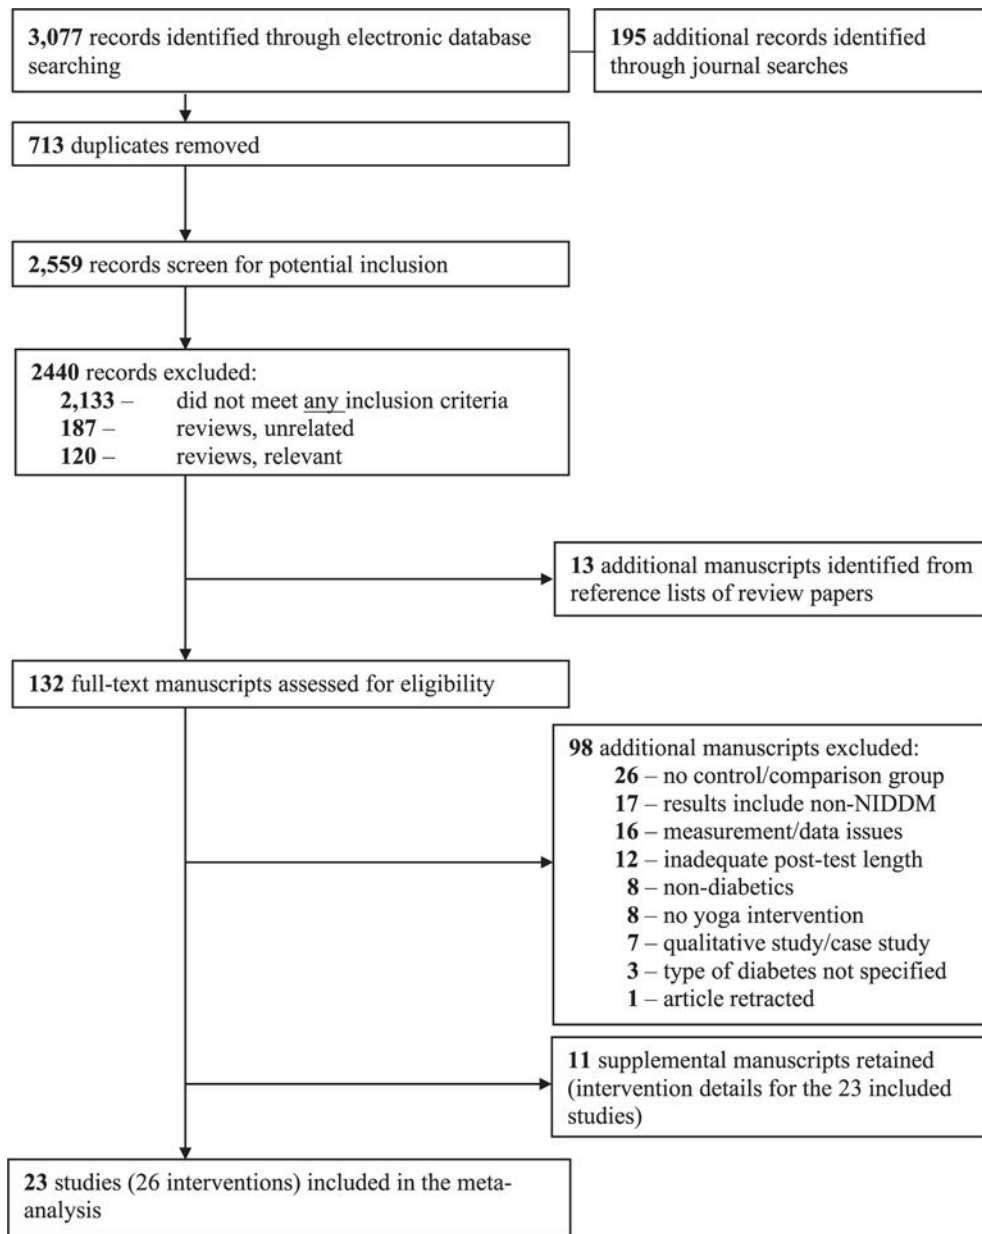 3,077 records identified through electronic database
searching
195 additional records identified
through journal searches
713 duplicates removed
2,559 records screen for potential inclusion
2440 records excluded:
2,133 – did not meet any inclusion criteria
187 – reviews, unrelated
120 – reviews, relevant
13 additional manuscripts identified from
reference lists of review papers
132 full-text manuscripts assessed for eligibility
98 additional manuscripts excluded:
26 – no control/comparison group
17 – results include non-NIDDM
16 – measurement/data issues
12 – inadequate post-test length
8 – non-diabetics
8 – no yoga intervention
7 – qualitative study/case study
3 – type of diabetes not specified
1 – article retracted
11 supplemental manuscripts retained
(intervention details for the 23 included
studies)
23 studies (26 interventions) included in the meta-
analysis